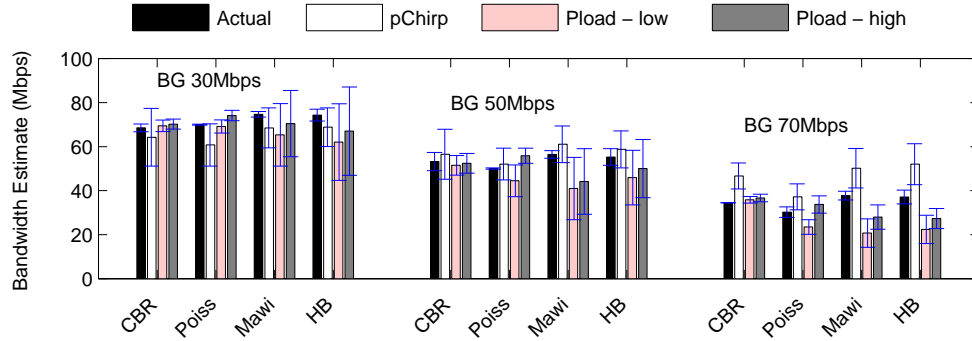 Actual pChirp Pload − low Pload − high
Bandwidth Estimate (Mbps)
100
80
60
40
20
0
BG 30Mbps
BG 50Mbps
BG 70Mbps
CBR Poiss Mawi HB CBR Poiss Mawi HB CBR Poiss Mawi HB